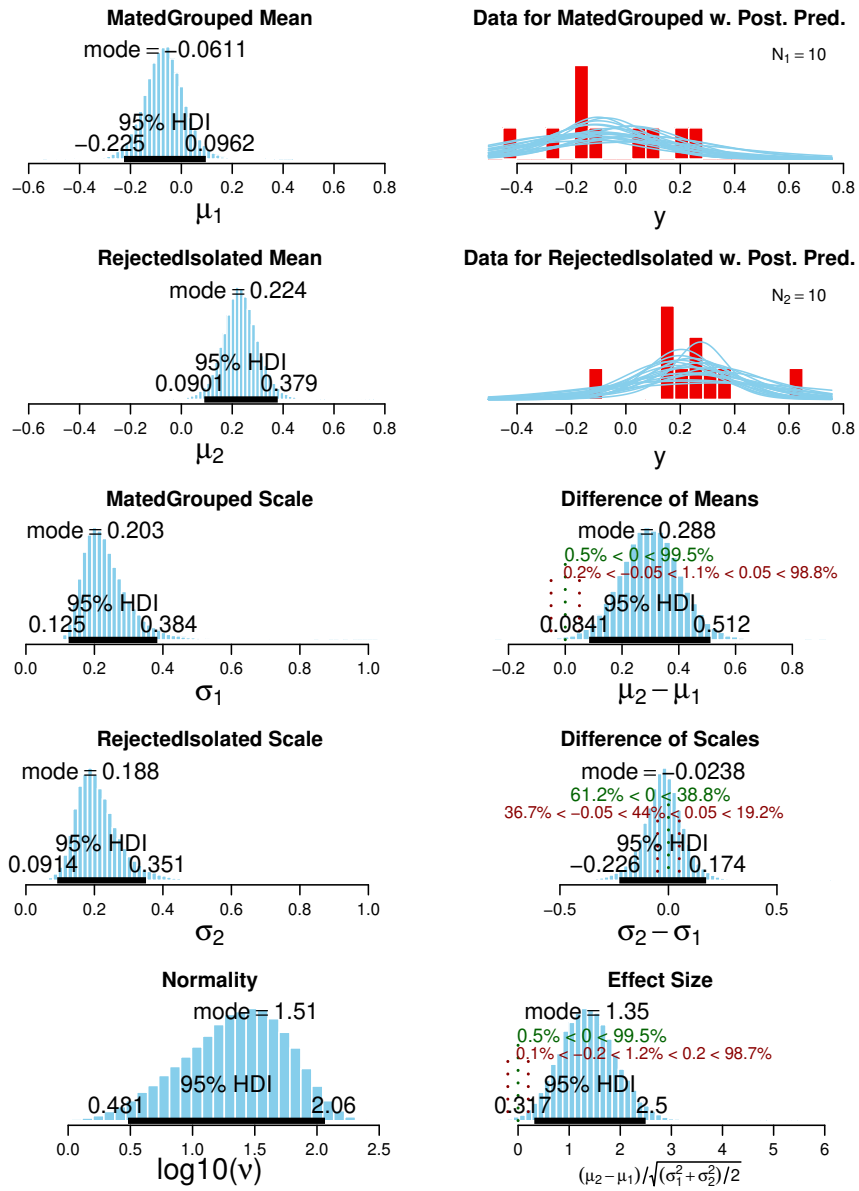 MatedGrouped Mean
mode = −0.0611
95% HDI
−0.225 0.0962
−0.6 −0.4 −0.2 0.0 0.2 0.4 0.6 0.8
μ1
Data for MatedGrouped w. Post. Pred.
N1 = 10
−0.4 −0.2 0.0 0.2 0.4 0.6
y
RejectedIsolated Mean
mode = 0.224
95% HDI
0.0901 0.379
−0.6 −0.4 −0.2 0.0 0.2 0.4 0.6 0.8
μ2
Data for RejectedIsolated w. Post. Pred.
N2 = 10
−0.4 −0.2 0.0 0.2 0.4 0.6
y
MatedGrouped Scale
mode = 0.203
95% HDI
0.125 0.384
0.0 0.2 0.4 0.6 0.8 1.0
σ1
Difference of Means
mode = 0.288
0.5% < 0 < 99.5%
0.2% < −0.05 < 1.1% < 0.05 < 98.8%
95% HDI
0.0841 0.512
−0.2 0.0 0.2 0.4 0.6 0.8
μ2 − μ1
RejectedIsolated Scale
mode = 0.188
95% HDI
0.0914 0.351
0.0 0.2 0.4 0.6 0.8 1.0
σ2
Difference of Scales
mode = −0.0238
61.2% < 0 < 38.8%
36.7% < −0.05 < 44% < 0.05 < 19.2%
95% HDI
−0.226 0.174
−0.5 0.0 0.5
σ2 − σ1
Normality
mode = 1.51
95% HDI
0.481 2.06
0.0 0.5 1.0 1.5 2.0 2.5
log10(ν)
Effect Size
mode = 1.35
0.5% < 0 < 99.5%
0.1% < −0.2 < 1.2% < 0.2 < 98.7%
95% HDI
0.317 2.5
0 1 2 3 4 5 6
(μ2 − μ1)/√(σ1² + σ2²)/2